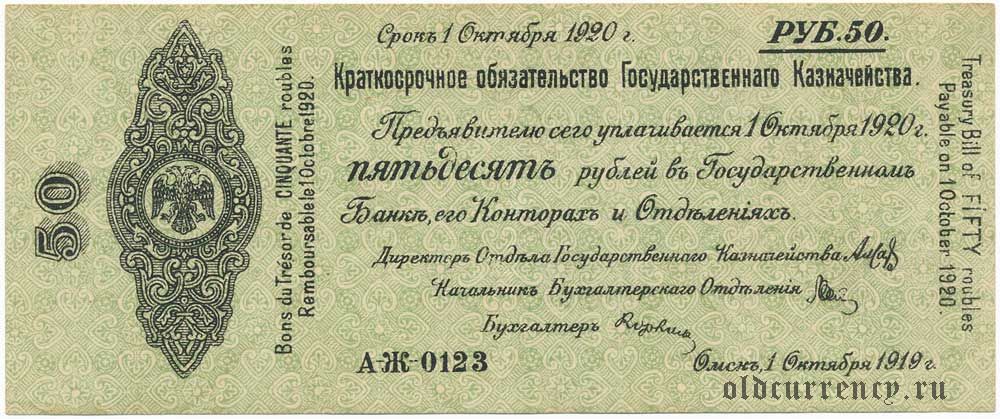 50
Bons du Trésor de CINQUANTE roubles
Remboursable le 1 Octobre 1920.
Срокъ 1 Октября 1920 г.
РУБ. 50.
Краткосрочное обязательство Государственнаго Казначейства.
Предъявителю сего уплачивается 1 Октября 1920 г.
пятьдесятъ рублей въ Государственномъ
Банкѣ, его Конторахъ и Отдѣленіяхъ.
Директоръ Отдѣла Государственнаго Казначейства
Начальникъ Бухгалтерскаго Отдѣленія
Бухгалтеръ
А-Ж-0123
Омскъ, 1 Октября 1919 г.
Treasury Bill of FIFTY roubles
Payable on 1 October 1920.
oldcurrency.ru